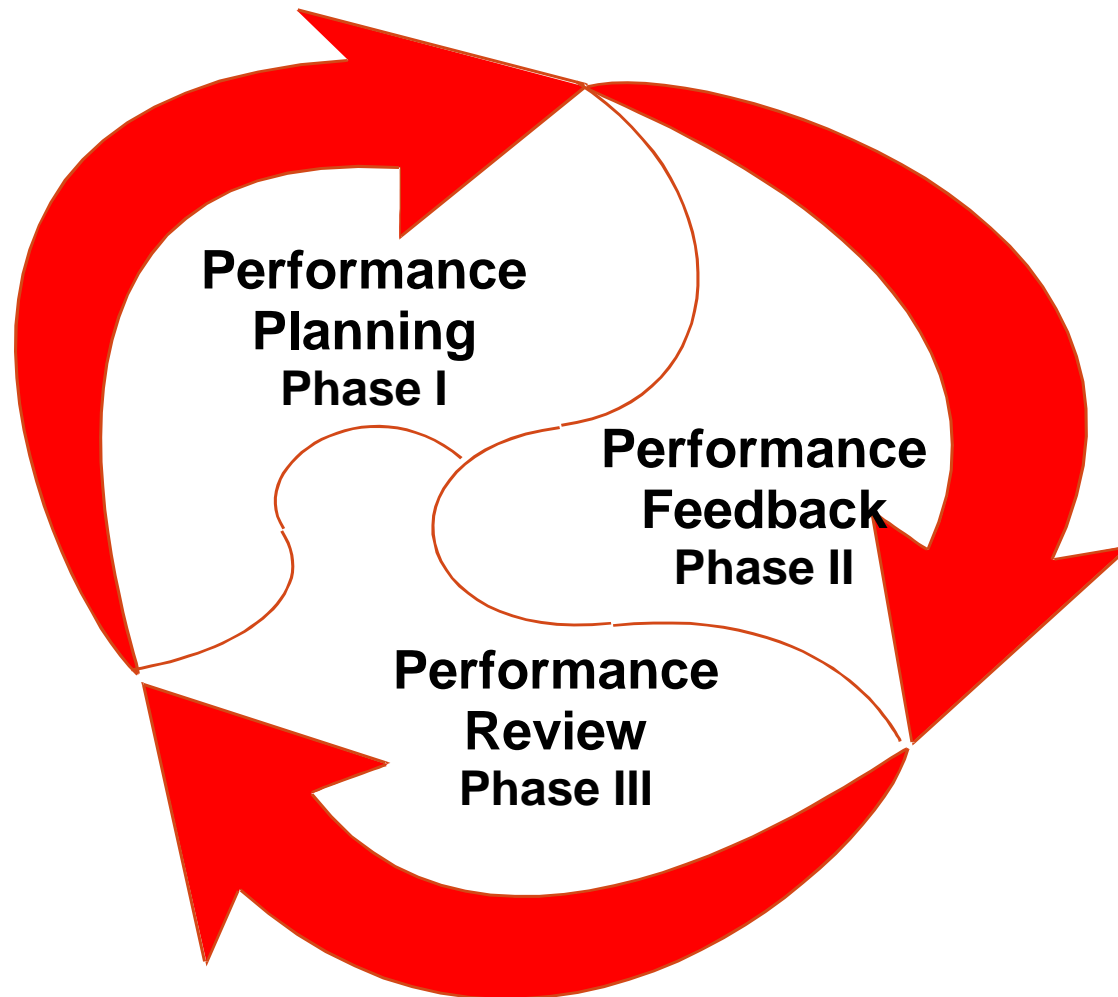 Performance
Planning
Phase I
Performance
Feedback
Phase II
Performance
Review
Phase III